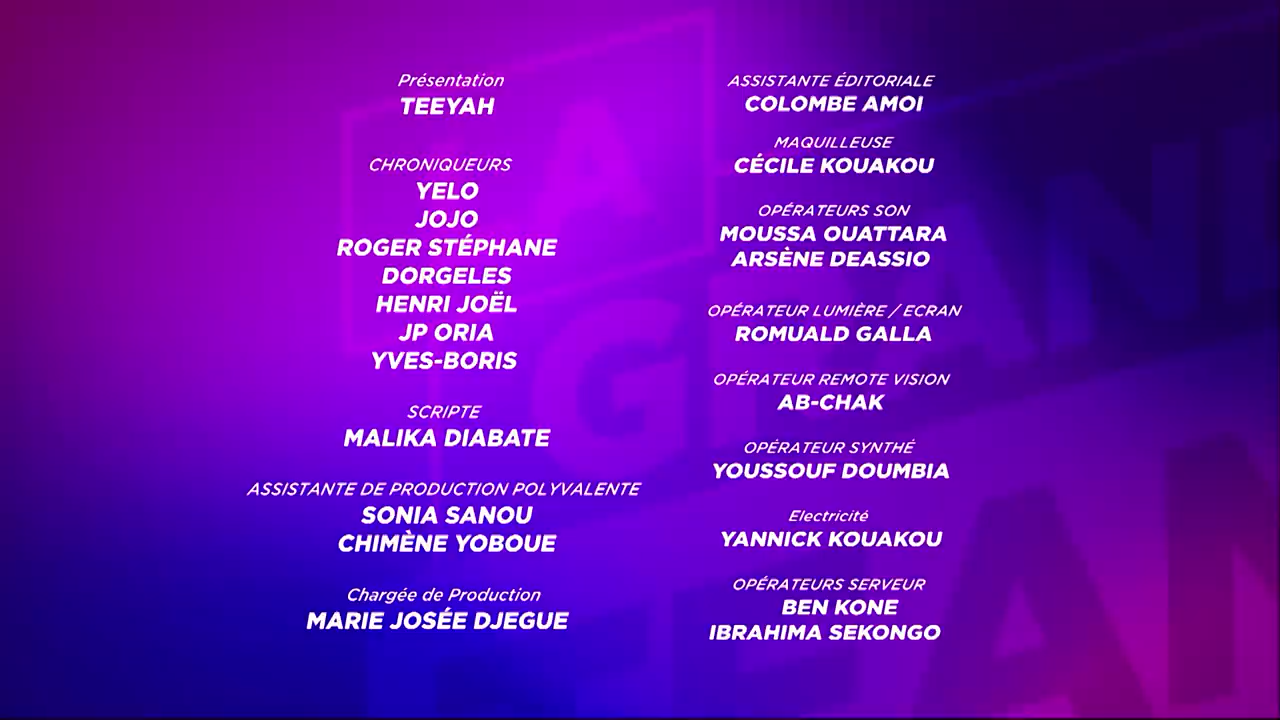 Présentation
TEEYAH
CHRONIQUEURS
YELO
JOJO
ROGER STÉPHANE
DORGELES
HENRI JOËL
JP ORIA
YVES-BORIS
SCRIPTE
MALIKA DIABATE
ASSISTANTE DE PRODUCTION POLYVALENTE
SONIA SANOU
CHIMÈNE YOBOUE
Chargée de Production
MARIE JOSÉE DJEGUE
ASSISTANTE ÉDITORIALE
COLOMBE AMOI
MAQUILLEUSE
CÉCILE KOUAKOU
OPÉRATEURS SON
MOUSSA OUATTARA
ARSÈNE DEASSIO
OPÉRATEUR LUMIÈRE / ECRAN
ROMUALD GALLA
OPÉRATEUR REMOTE VISION
AB-CHAK
OPÉRATEUR SYNTHÉ
YOUSSOUF DOUMBIA
Electricité
YANNICK KOUAKOU
OPÉRATEURS SERVEUR
BEN KONE
IBRAHIMA SEKONGO